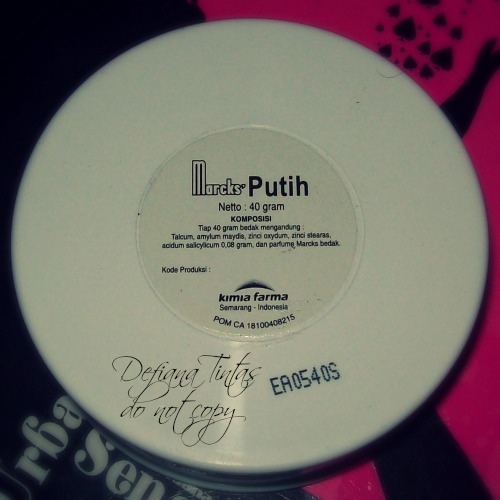 Marcks' Putih
Netto : 40 gram
KOMPOSISI
Tiap 40 gram bedak mengandung :
Talcum, amylum maydis, zinci oxydum, zinci stearas,
acidum salicylicum 0,08 gram, dan parfume Marcks bedak.
Kode Produksi :
kimia farma
Semarang - Indonesia
POM CA 18100408215
EA0540S
Defiana Tintas
do not copy